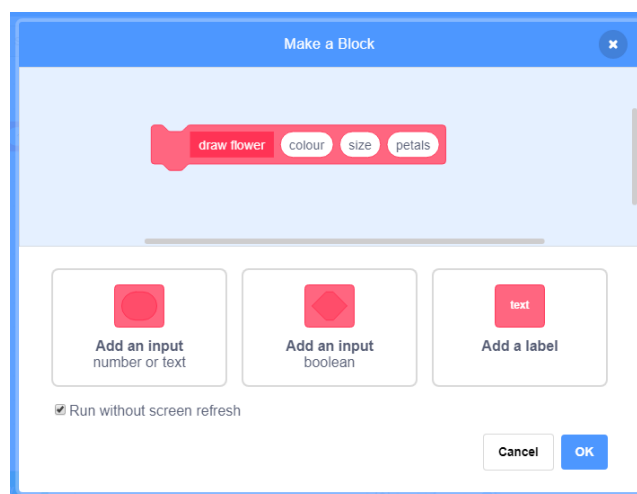 Make a Block
draw flower colour size petals
text
Add an input
number or text
Add an input
boolean
Add a label
Run without screen refresh
Cancel OK